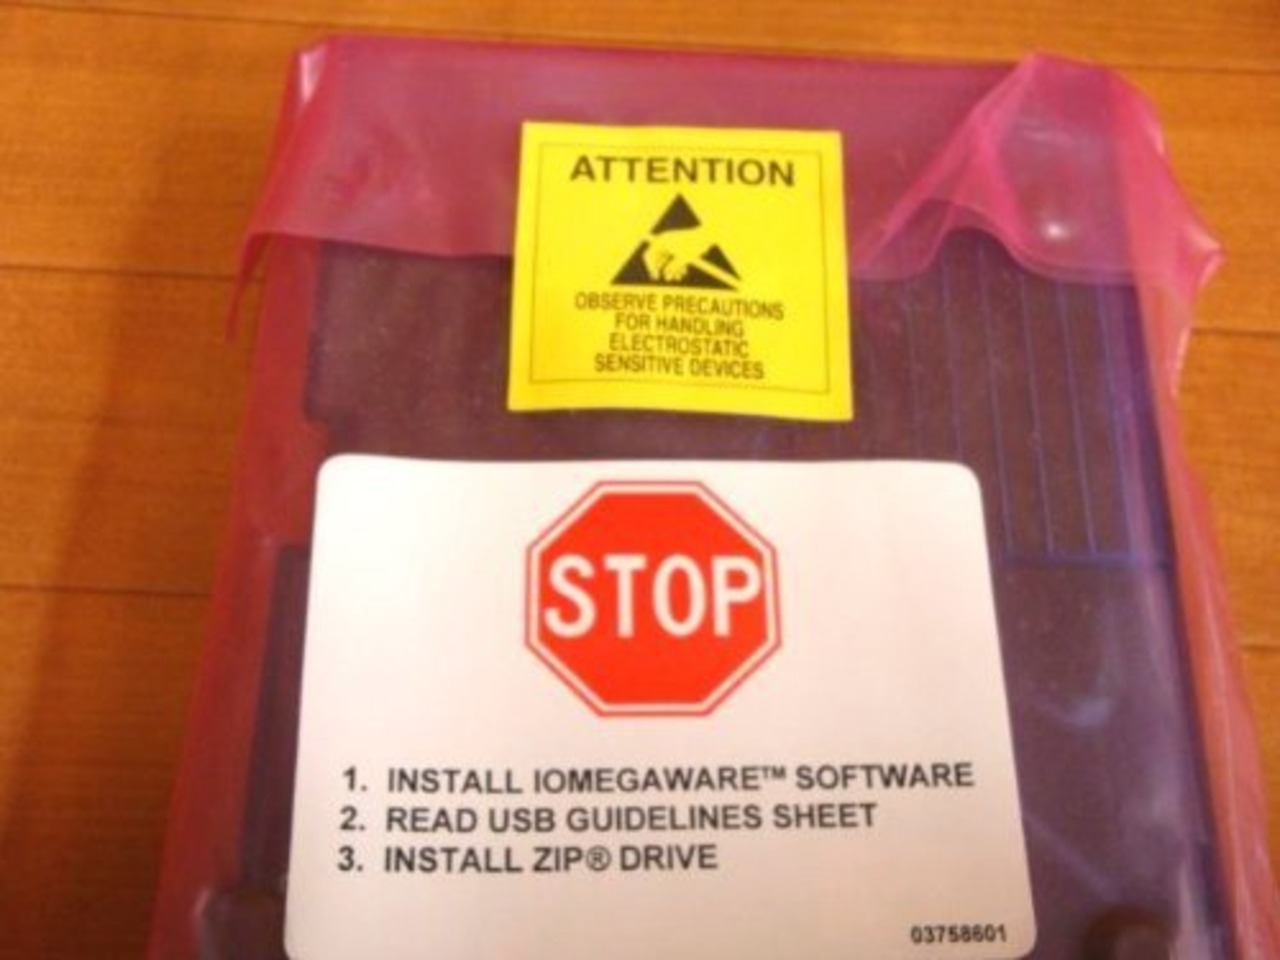 ATTENTION
OBSERVE PRECAUTIONS
FOR HANDLING
ELECTROSTATIC
SENSITIVE DEVICES
STOP
1. INSTALL IOMEGAWARE™ SOFTWARE
2. READ USB GUIDELINES SHEET
3. INSTALL ZIP® DRIVE
03758601